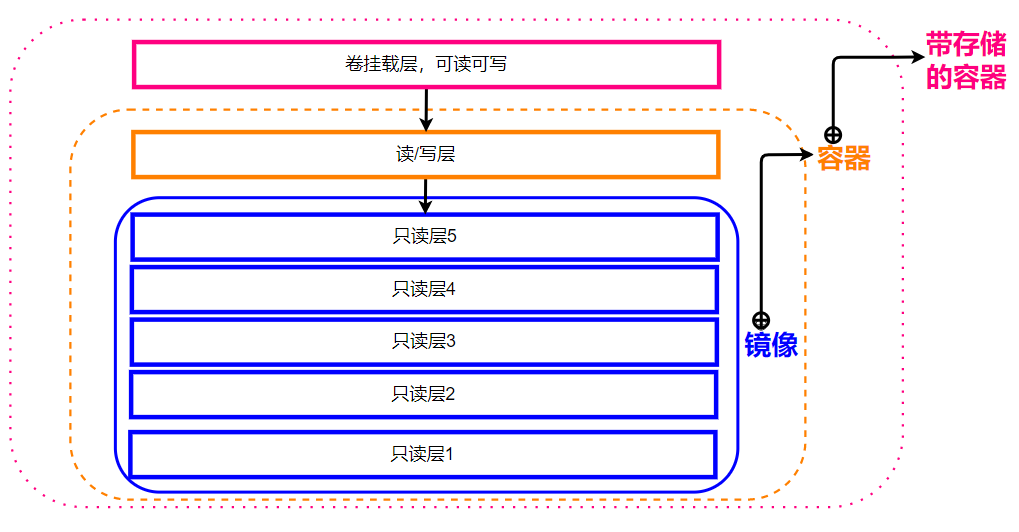 卷挂载层，可读可写
带存储
的容器
读/写层
容器
只读层5
只读层4
只读层3
镜像
只读层2
只读层1